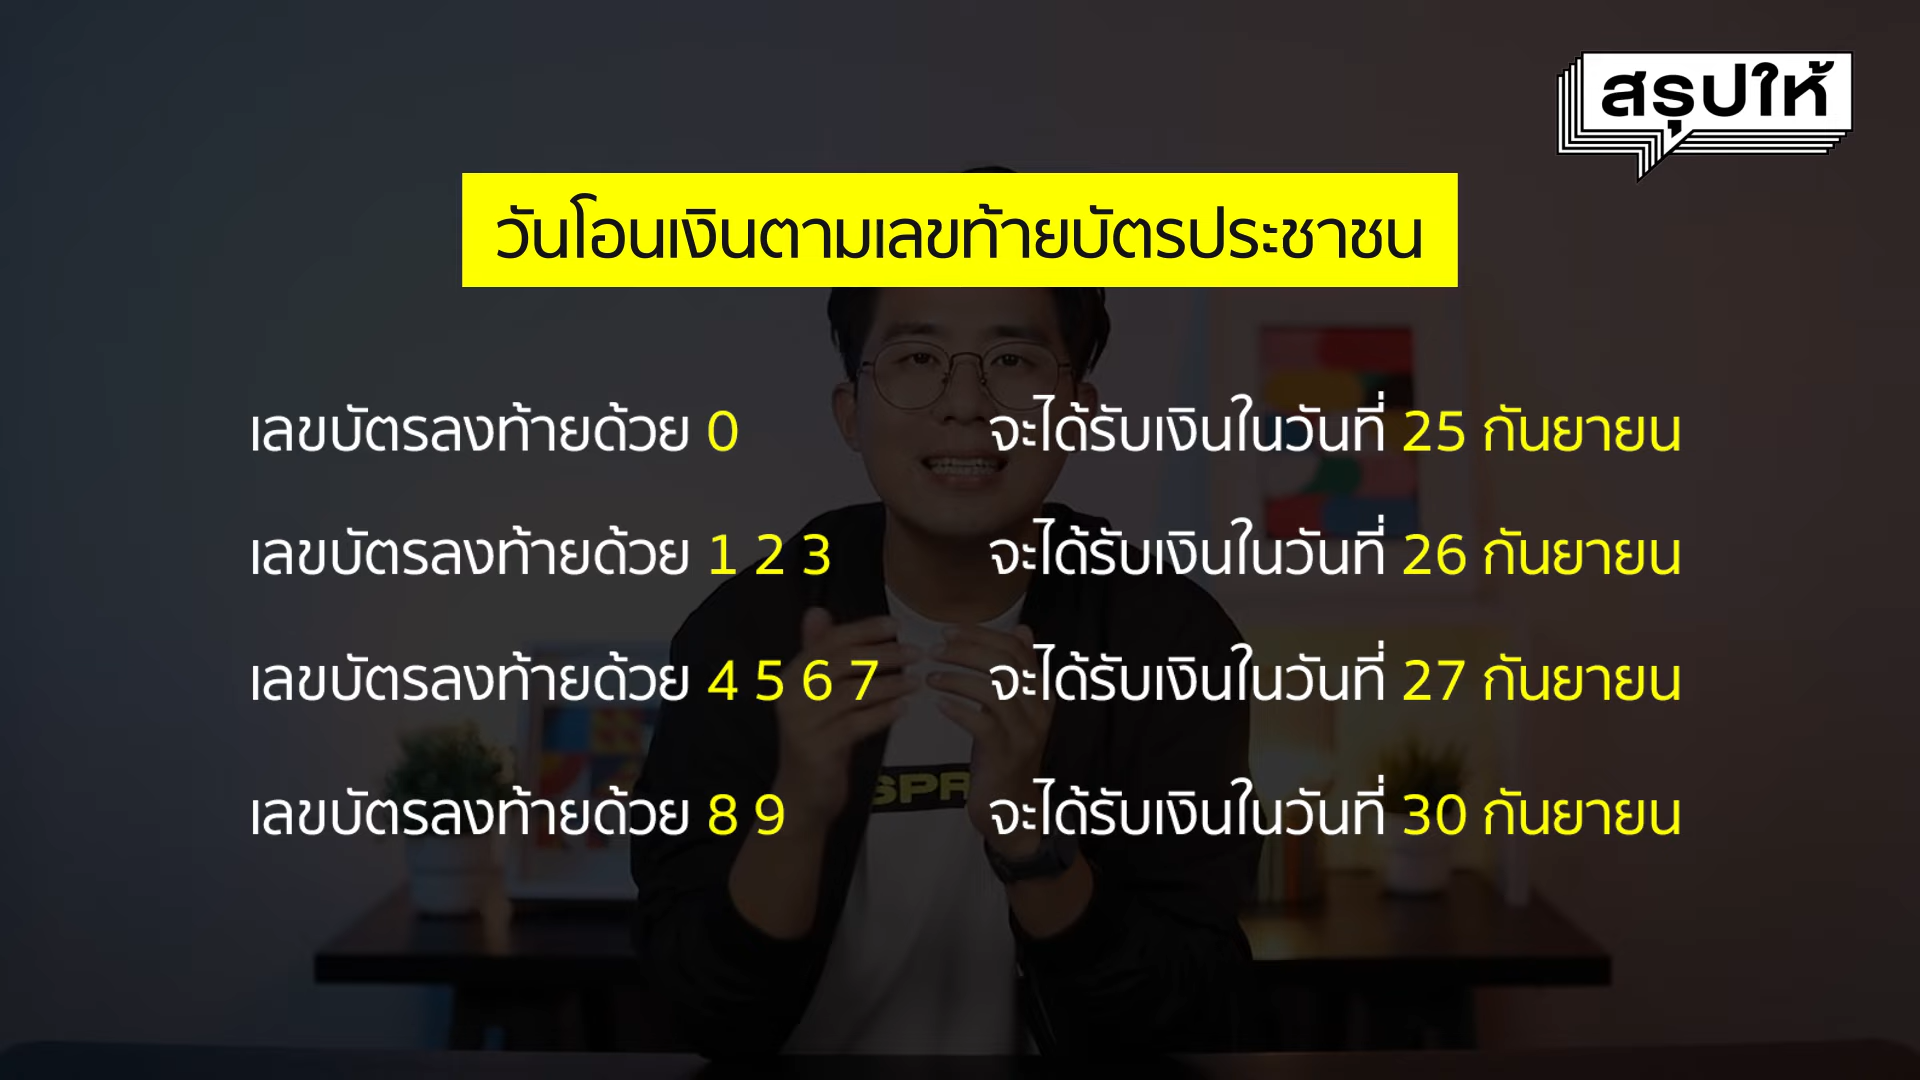 สรุปให้
วันโอนเงินตามเลขท้ายบัตรประชาชน
เลขบัตรลงท้ายด้วย 0 จะได้รับเงินในวันที่ 25 กันยายน
เลขบัตรลงท้ายด้วย 1 2 3 จะได้รับเงินในวันที่ 26 กันยายน
เลขบัตรลงท้ายด้วย 4 5 6 7 จะได้รับเงินในวันที่ 27 กันยายน
SPR
เลขบัตรลงท้ายด้วย 8 9 จะได้รับเงินในวันที่ 30 กันยายน